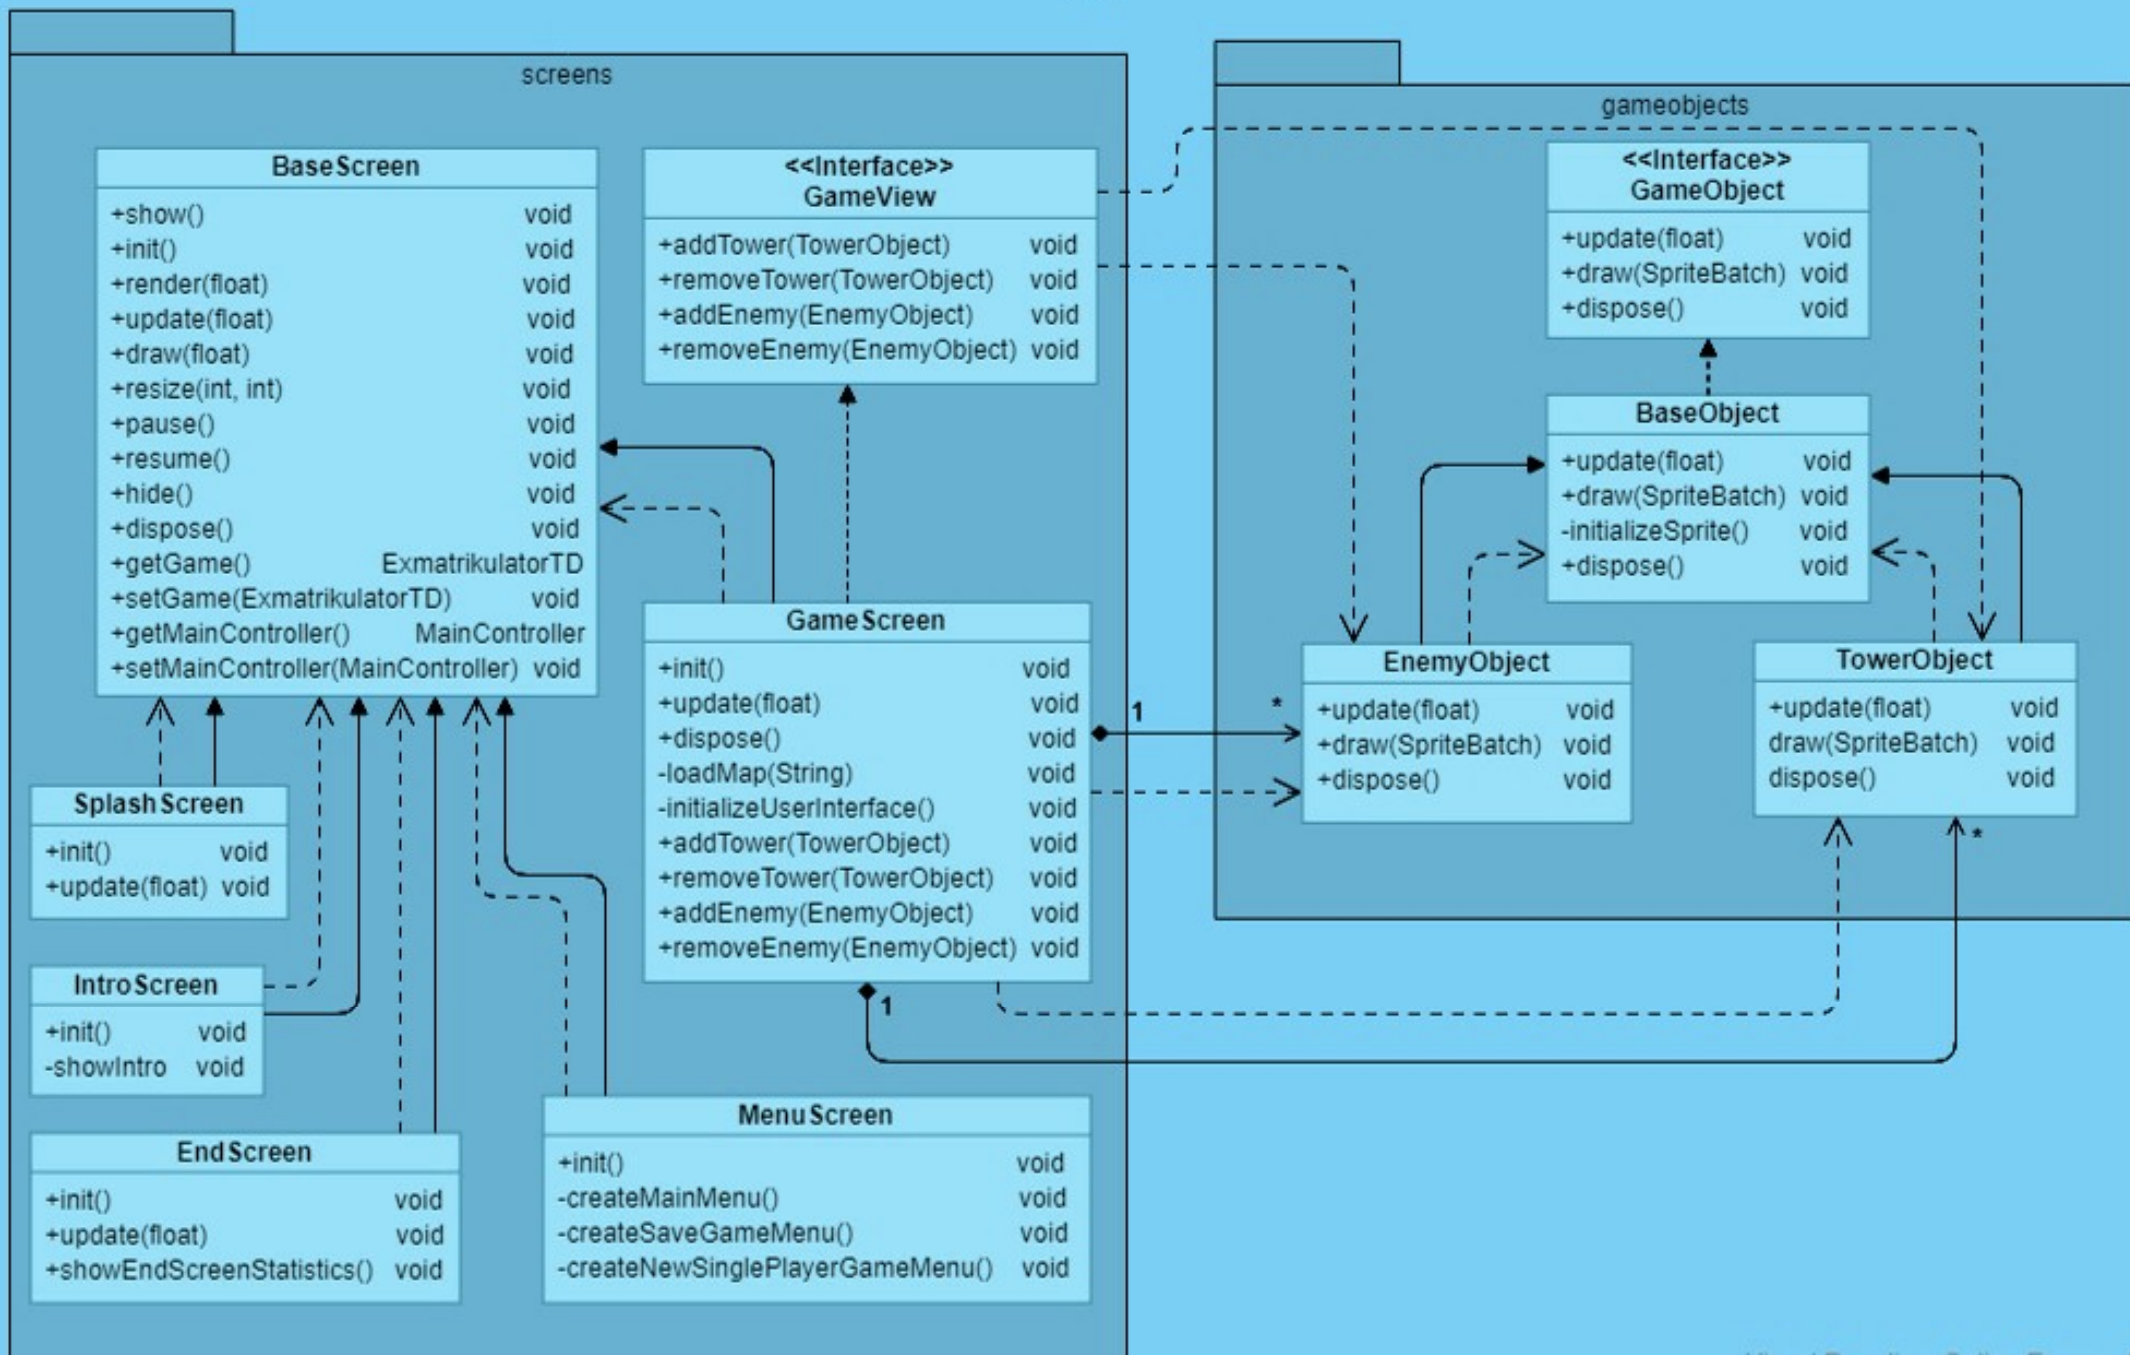 screens
BaseScreen
+show() void
+init() void
+render(float) void
+update(float) void
+draw(float) void
+resize(int, int) void
+pause() void
+resume() void
+hide() void
+dispose() void
+getGame() ExmatrikulatorTD
+setGame(ExmatrikulatorTD) void
+getMainController() MainController
+setMainController(MainController) void
<<Interface>>
GameView
+addTower(TowerObject) void
+removeTower(TowerObject) void
+addEnemy(EnemyObject) void
+removeEnemy(EnemyObject) void
GameScreen
+init() void
+update(float) void
+dispose() void
-loadMap(String) void
-initializeUserInterface() void
+addTower(TowerObject) void
+removeTower(TowerObject) void
+addEnemy(EnemyObject) void
+removeEnemy(EnemyObject) void
1
*
1
*
SplashScreen
+init() void
+update(float) void
IntroScreen
+init() void
-showIntro void
EndScreen
+init() void
+update(float) void
+showEndScreenStatistics() void
MenuScreen
+init() void
-createMainMenu() void
-createSaveGameMenu() void
-createNewSinglePlayerGameMenu() void
gameobjects
<<Interface>>
GameObject
+update(float) void
+draw(SpriteBatch) void
+dispose() void
BaseObject
+update(float) void
+draw(SpriteBatch) void
-initializeSprite() void
+dispose() void
EnemyObject
+update(float) void
+draw(SpriteBatch) void
+dispose() void
TowerObject
+update(float) void
draw(SpriteBatch) void
dispose() void